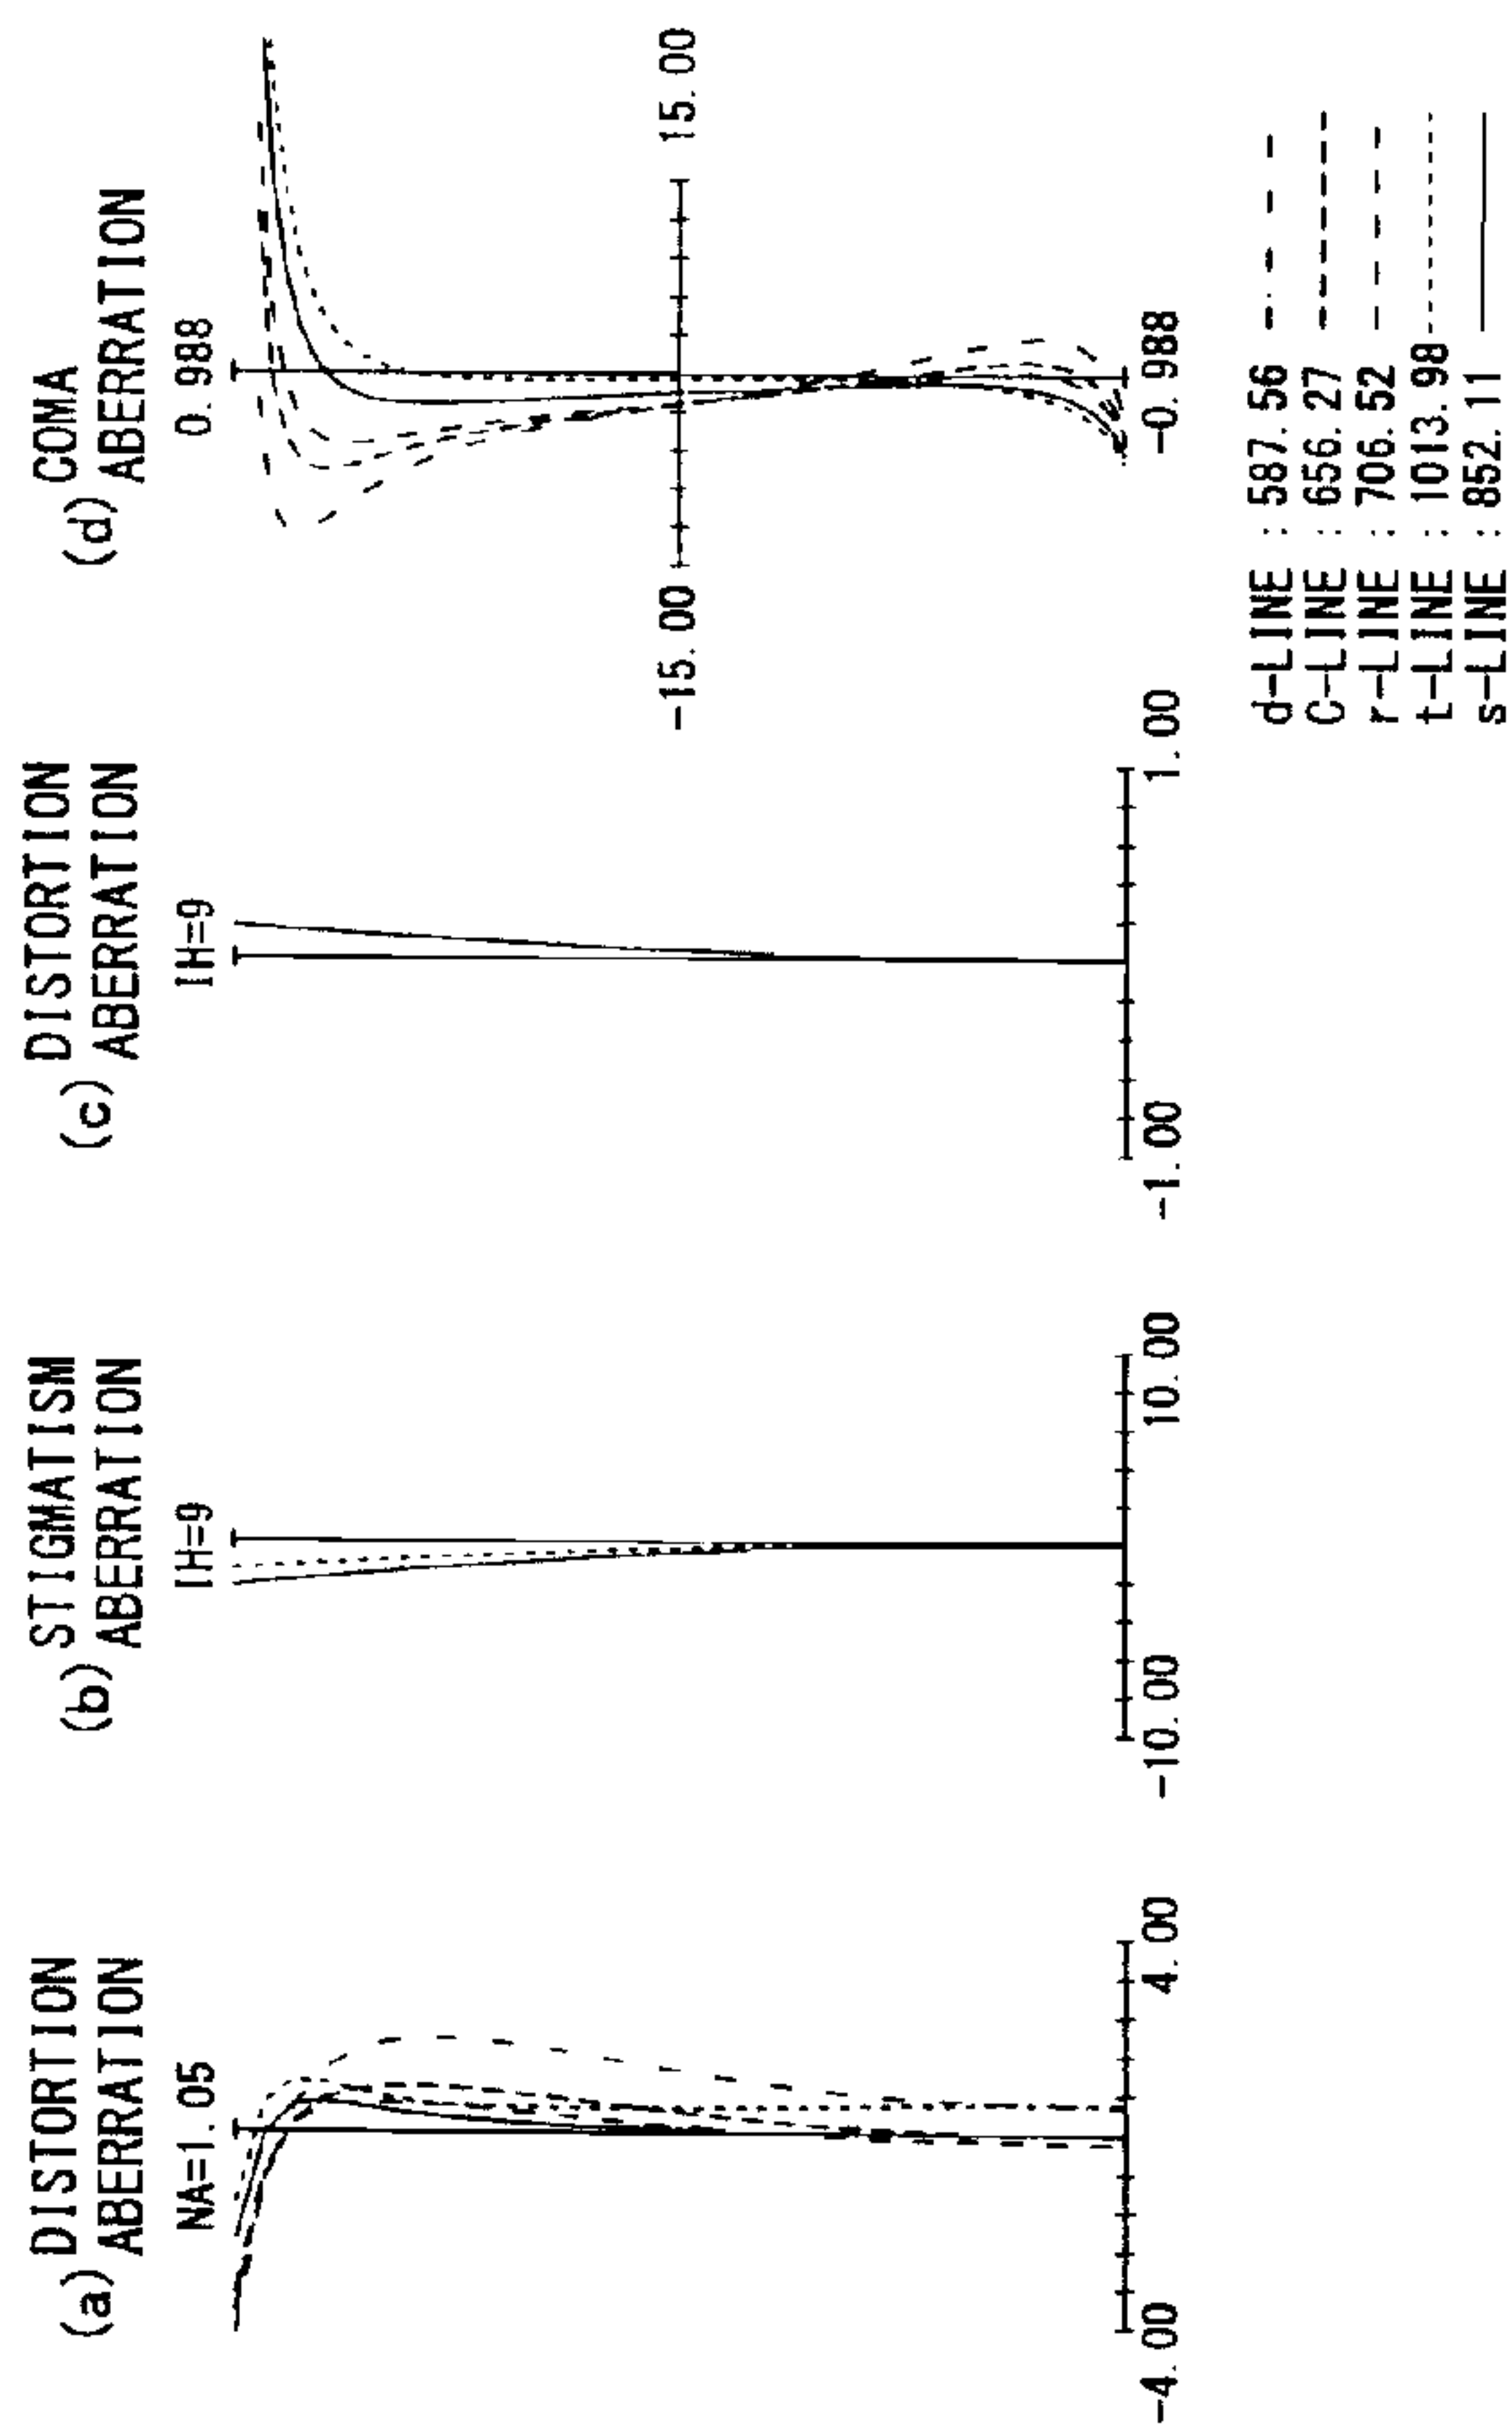 (a) DISTORTION
ABERRATION
NA=1.05
-4.00
4.00
(b) STIGMATISM
ABERRATION
IH=9
-10.00
10.00
(c) DISTORTION
ABERRATION
IH=9
-1.00
1.00
(d) COMA
ABERRATION
0.988
-15.00
15.00
-0.988
d-LINE : 587.56
C-LINE : 656.27
r-LINE : 706.52
t-LINE : 1013.98
s-LINE : 852.11